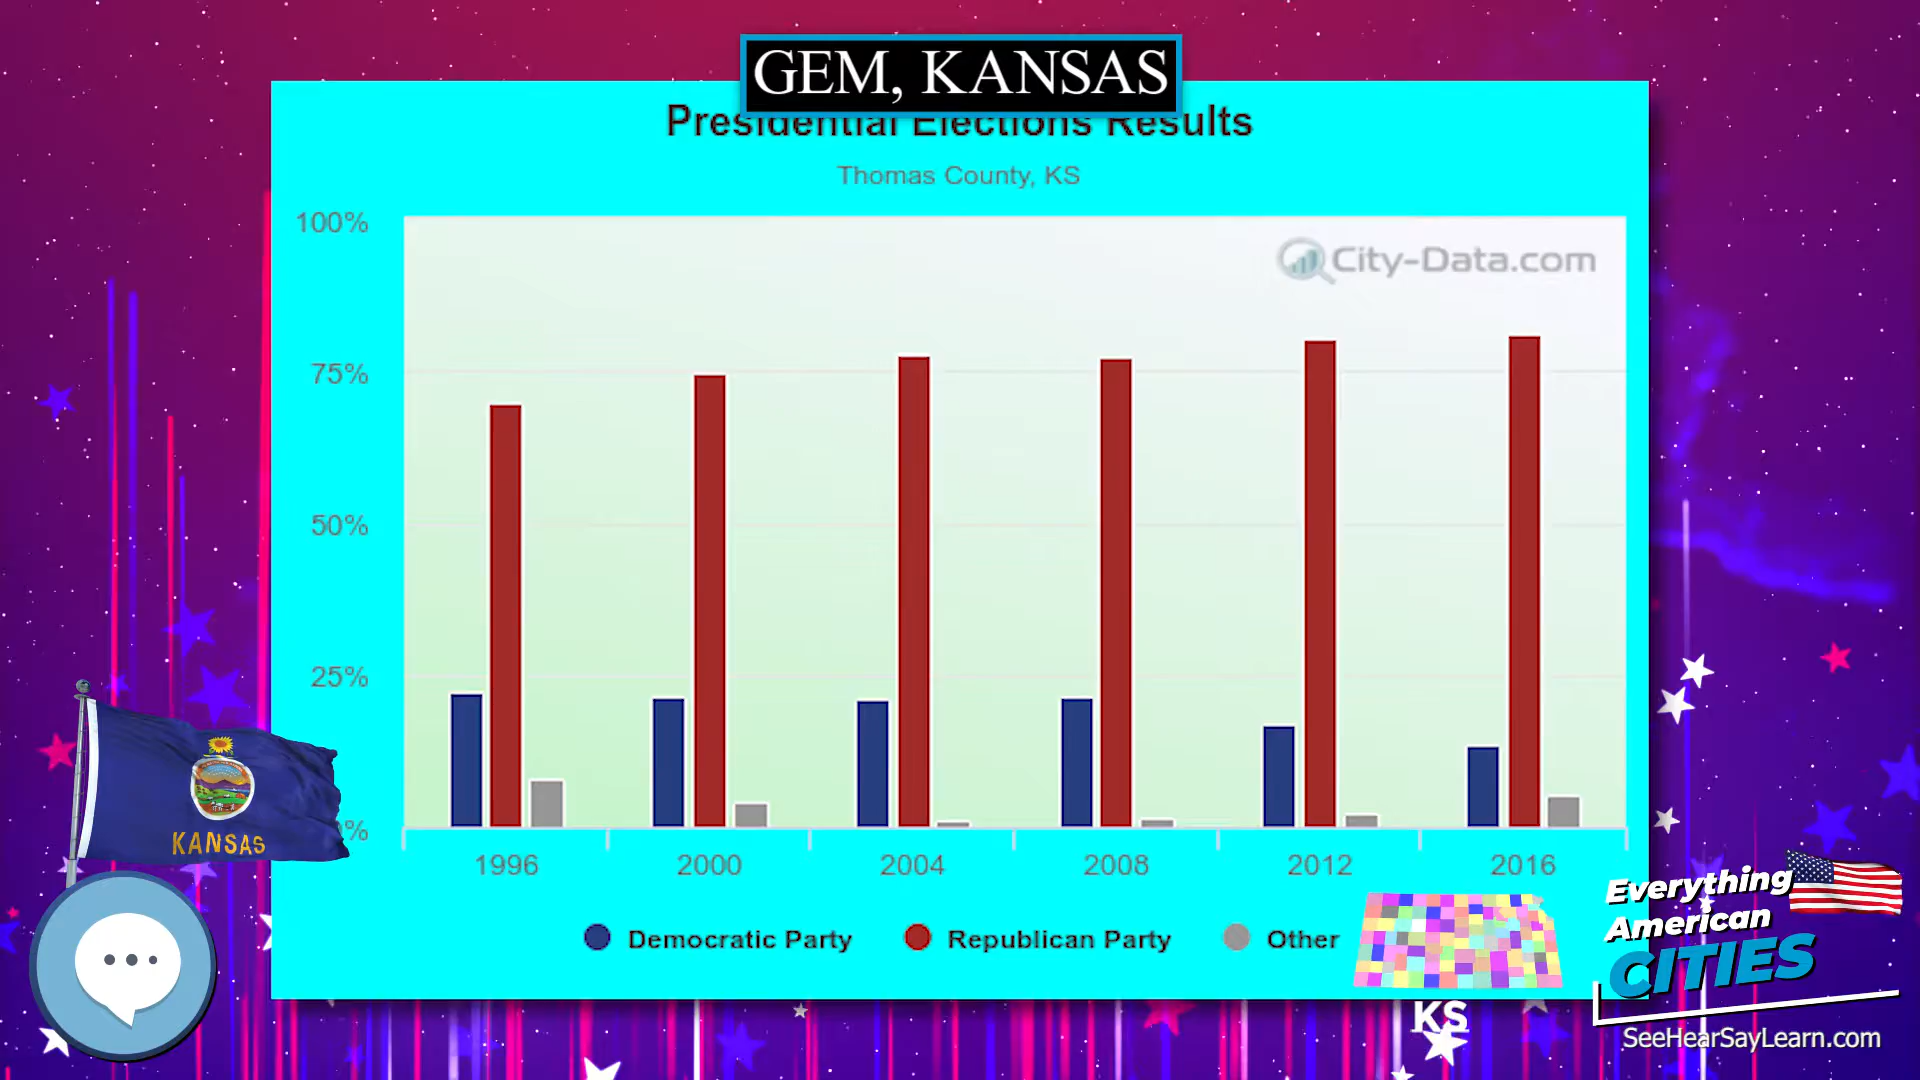 GEM, KANSAS
Presidential Elections Results
Thomas County, KS
100%
City-Data.com
75%
50%
25%
%
KANSAS
1996 2000 2004 2008 2012 2016
Democratic Party Republican Party Other
Everything
American
CITIES
KS
SeeHearSayLearn.com